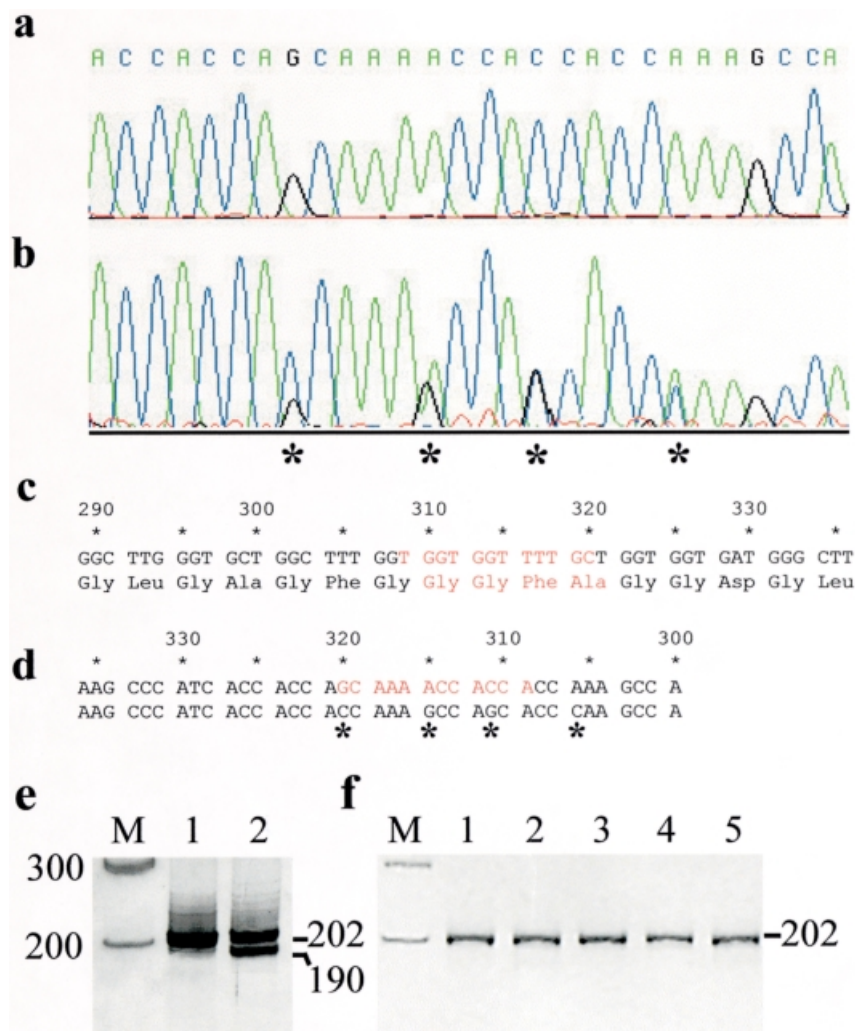 a
A C C A C C A G C A A A A C C A C C A C C A A A G C C A
b
* * * *
c
290 300 310 320 330
* * * * * * * * * *
GGC TTG GGT GCT GGC TTT GGT GGT GGT TTT GCT GGT GGT GAT GGG CTT
Gly Leu Gly Ala Gly Phe Gly Gly Gly Phe Ala Gly Gly Asp Gly Leu
d
330 320 310 300
* * * * * * * *
AAG CCC ATC ACC ACC AGC AAA ACC ACC ACC AAA GCC A
AAG CCC ATC ACC ACC ACC AAA GCC AGC ACC CAA GCC A
* * * *
e
M 1 2
300
200
202
190
f
M 1 2 3 4 5
202